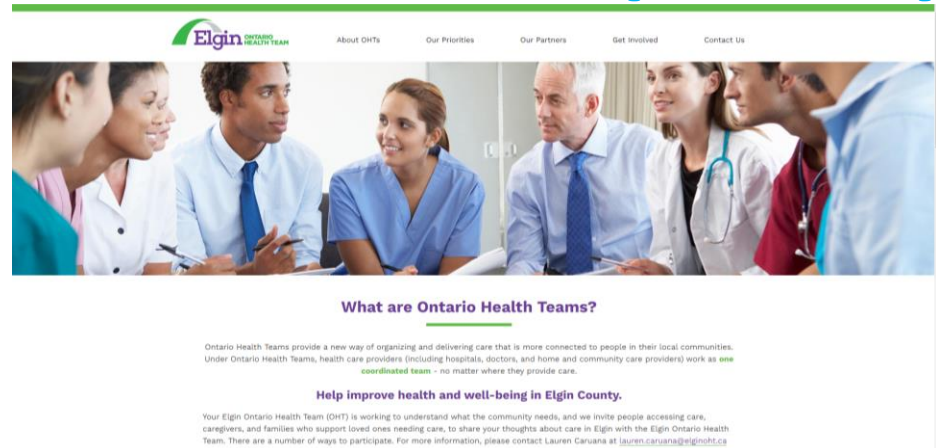 Elgin ONTARIO
HEALTH TEAM
About OHTs
Our Priorities
Our Partners
Get Involved
Contact Us
What are Ontario Health Teams?
Ontario Health Teams provide a new way of organizing and delivering care that is more connected to people in their local communities.
Under Ontario Health Teams, health care providers (including hospitals, doctors, and home and community care providers) work as one
coordinated team - no matter where they provide care.
Help improve health and well-being in Elgin County.
Your Elgin Ontario Health Team (OHT) is working to understand what the community needs, and we invite people accessing care,
caregivers, and families who support loved ones needing care, to share your thoughts about care in Elgin with the Elgin Ontario Health
Team. There are a number of ways to participate. For more information, please contact Lauren Caruana at lauren.caruana@elginoht.ca